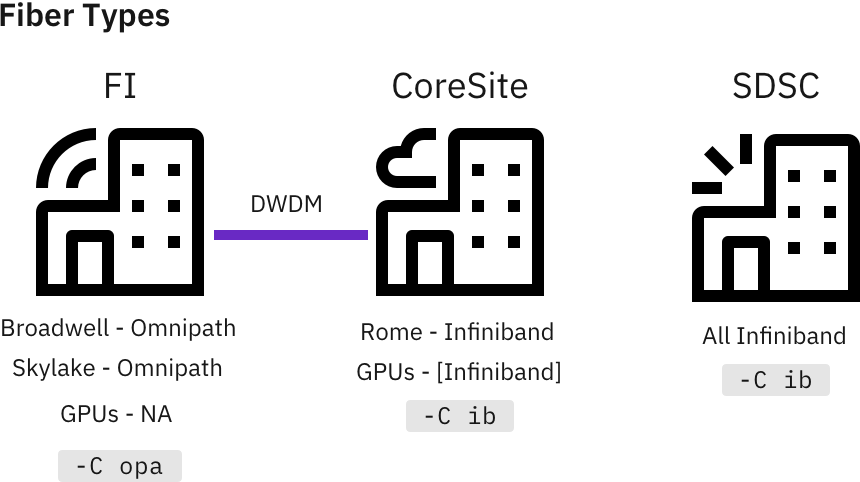 Fiber Types
FI
CoreSite
SDSC
DWDM
Broadwell - Omnipath
Skylake - Omnipath
GPUs - NA
-C opa
Rome - Infiniband
GPUs - [Infiniband]
-C ib
All Infiniband
-C ib